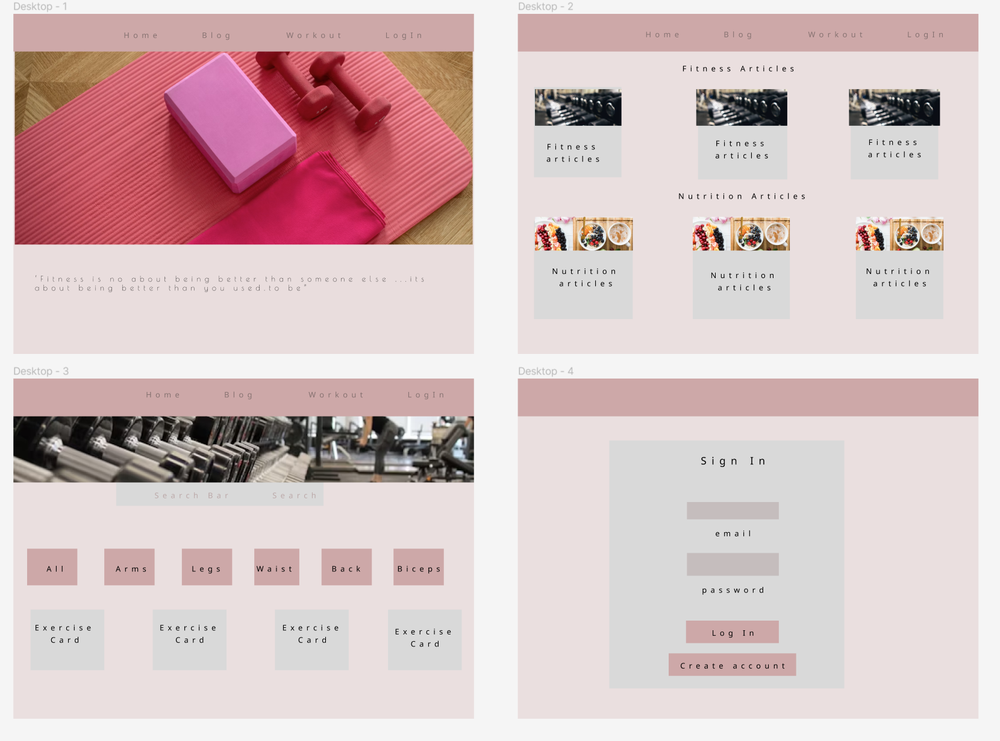 Desktop - 1
Home Blog Workout LogIn
'Fitness is no about being better than someone else ...its
about being better than you used.to be"
Desktop - 2
Home Blog Workout LogIn
Fitness Articles
Fitness
articles
Fitness
articles
Fitness
articles
Nutrition Articles
Nutrition
articles
Nutrition
articles
Nutrition
articles
Desktop - 3
Home Blog Workout LogIn
Search Bar Search
All Arms Legs Waist Back Biceps
Exercise
Card
Exercise
Card
Exercise
Card
Exercise
Card
Desktop - 4
Sign In
email
password
Log In
Create account